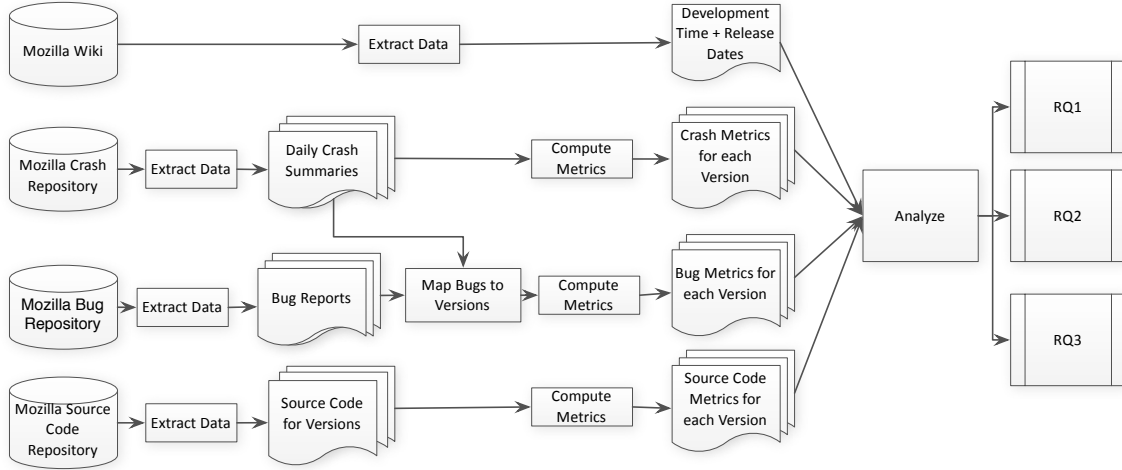 Mozilla Wiki
Extract Data
Development
Time + Release
Dates
Mozilla Crash
Repository
Extract Data
Daily Crash
Summaries
Compute
Metrics
Crash Metrics
for each
Version
Mozilla Bug
Repository
Extract Data
Bug Reports
Map Bugs to
Versions
Compute
Metrics
Bug Metrics for
each Version
Mozilla Source
Code
Repository
Extract Data
Source Code
for Versions
Compute
Metrics
Source Code
Metrics for
each Version
Analyze
RQ1
RQ2
RQ3